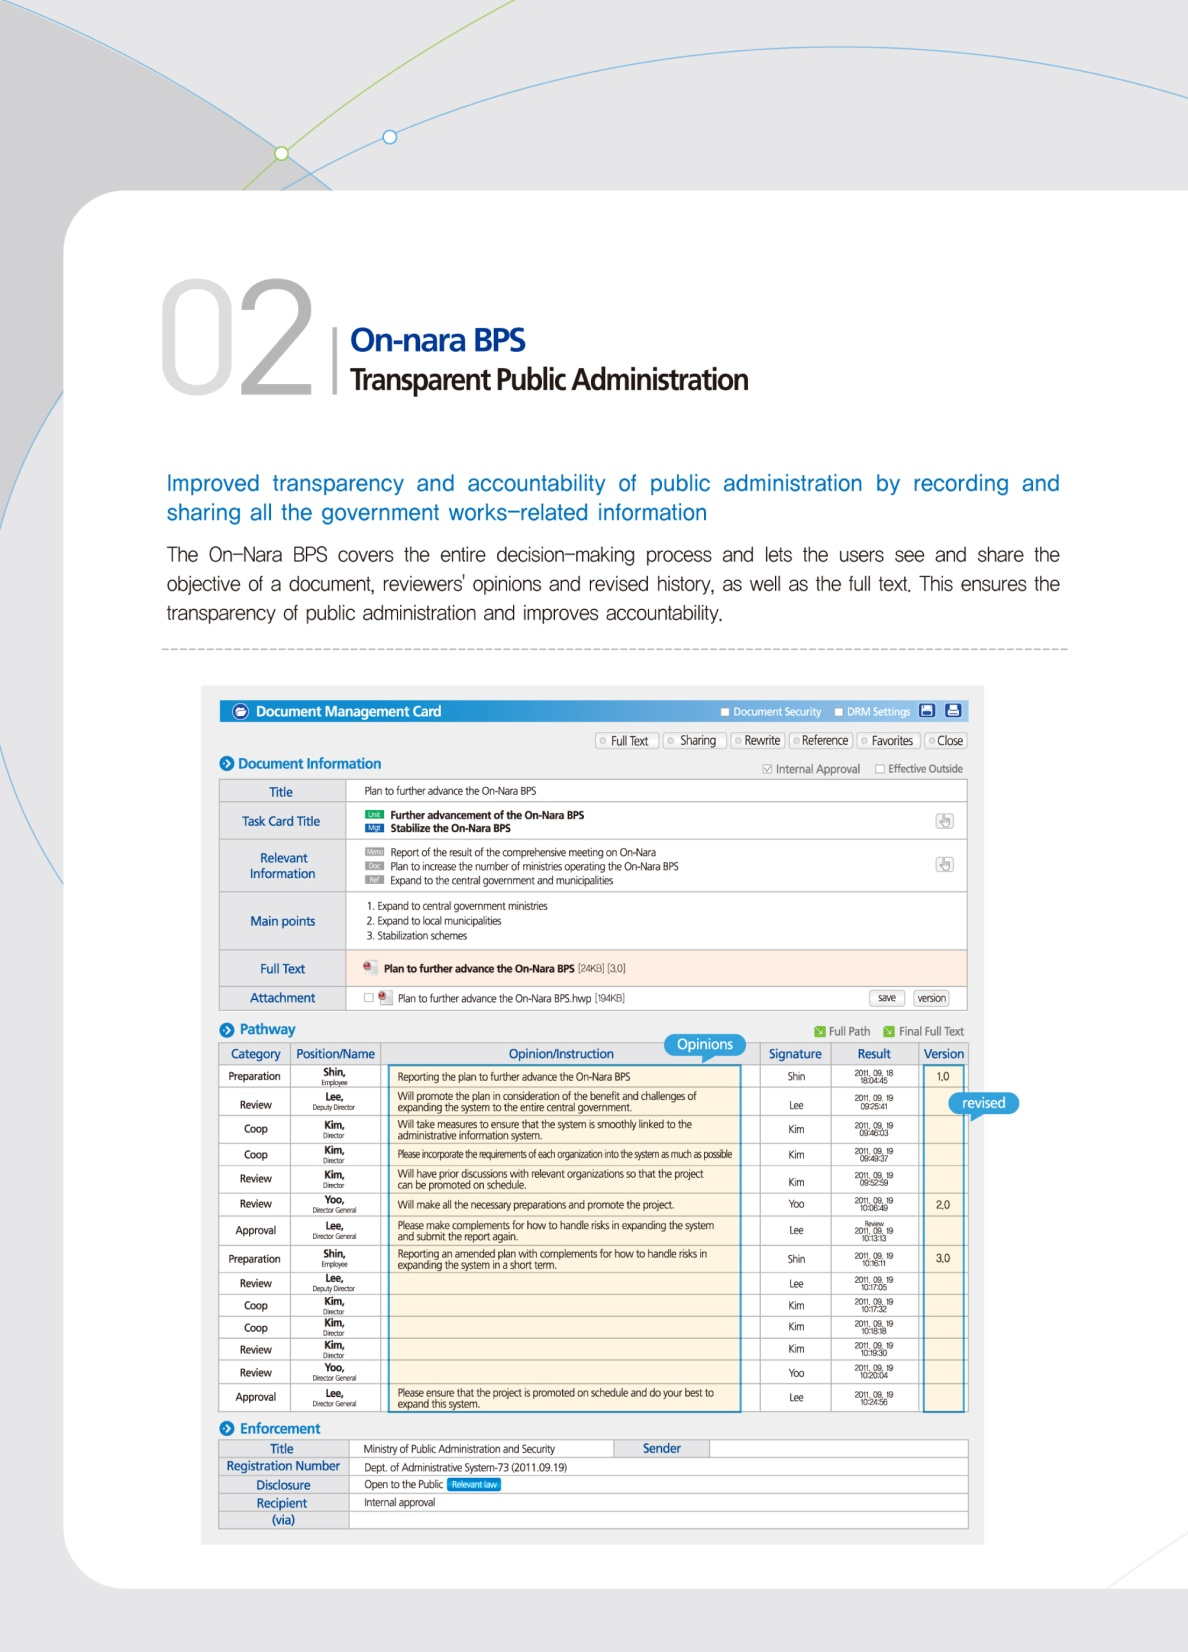 02
On-nara BPS
Transparent Public Administration
Improved transparency and accountability of public administration by recording and
sharing all the government works-related information
The On-Nara BPS covers the entire decision-making process and lets the users see and share the
objective of a document, reviewers' opinions and revised history, as well as the full text. This ensures the
transparency of public administration and improves accountability.
Document Management Card Document Security DRM Settings
Full Text Sharing Rewrite Reference Favorites Close
Document Information
Internal Approval Effective Outside
Title Plan to further advance the On-Nara BPS
Task Card Title
Unit Further advancement of the On-Nara BPS
Mgt Stabilize the On-Nara BPS
Relevant
Information
Memo Report of the result of the comprehensive meeting on On-Nara
Doc Plan to increase the number of ministries operating the On-Nara BPS
Ref Expand to the central government and municipalities
Main points
1. Expand to central government ministries
2. Expand to local municipalities
3. Stabilization schemes
Full Text Plan to further advance the On-Nara BPS [24KB] [3.0]
Attachment Plan to further advance the On-Nara BPS.hwp [194KB] save version
Pathway Full Path Final Full Text
Opinions
Category Position/Name Opinion/Instruction Signature Result Version
Preparation Shin, Employee Reporting the plan to further advance the On-Nara BPS Shin 2011. 09. 18 18:04:45 1.0
revised
Review Lee, Deputy Director Will promote the plan in consideration of the benefit and challenges of
expanding the system to the entire central government. Lee 2011. 09. 19 09:25:41
Coop Kim, Director Will take measures to ensure that the system is smoothly linked to the
administrative information system. Kim 2011. 09. 19 09:46:03
Coop Kim, Director Please incorporate the requirements of each organization into the system as much as possible Kim 2011. 09. 19 09:49:37
Review Kim, Director Will have prior discussions with relevant organizations so that the project
can be promoted on schedule. Kim 2011. 09. 19 09:52:59
Review Yoo, Director General Will make all the necessary preparations and promote the project. Yoo 2011. 09. 19 10:06:49 2.0
Approval Lee, Director General Please make complements for how to handle risks in expanding the system
and submit the report again. Lee Review 2011. 09. 19 10:13:13
Preparation Shin, Employee Reporting an amended plan with complements for how to handle risks in
expanding the system in a short term. Shin 2011. 09. 19 10:16:11 3.0
Review Lee, Deputy Director Lee 2011. 09. 19 10:17:05
Coop Kim, Director Kim 2011. 09. 19 10:17:32
Coop Kim, Director Kim 2011. 09. 19 10:18:18
Review Kim, Director Kim 2011. 09. 19 10:19:30
Review Yoo, Director General Yoo 2011. 09. 19 10:20:04
Approval Lee, Director General Please ensure that the project is promoted on schedule and do your best to
expand this system. Lee 2011. 09. 19 10:24:56
Enforcement
Title Ministry of Public Administration and Security Sender
Registration Number Dept. of Administrative System-73 (2011.09.19)
Disclosure Open to the Public Relevant law
Recipient Internal approval
(via)